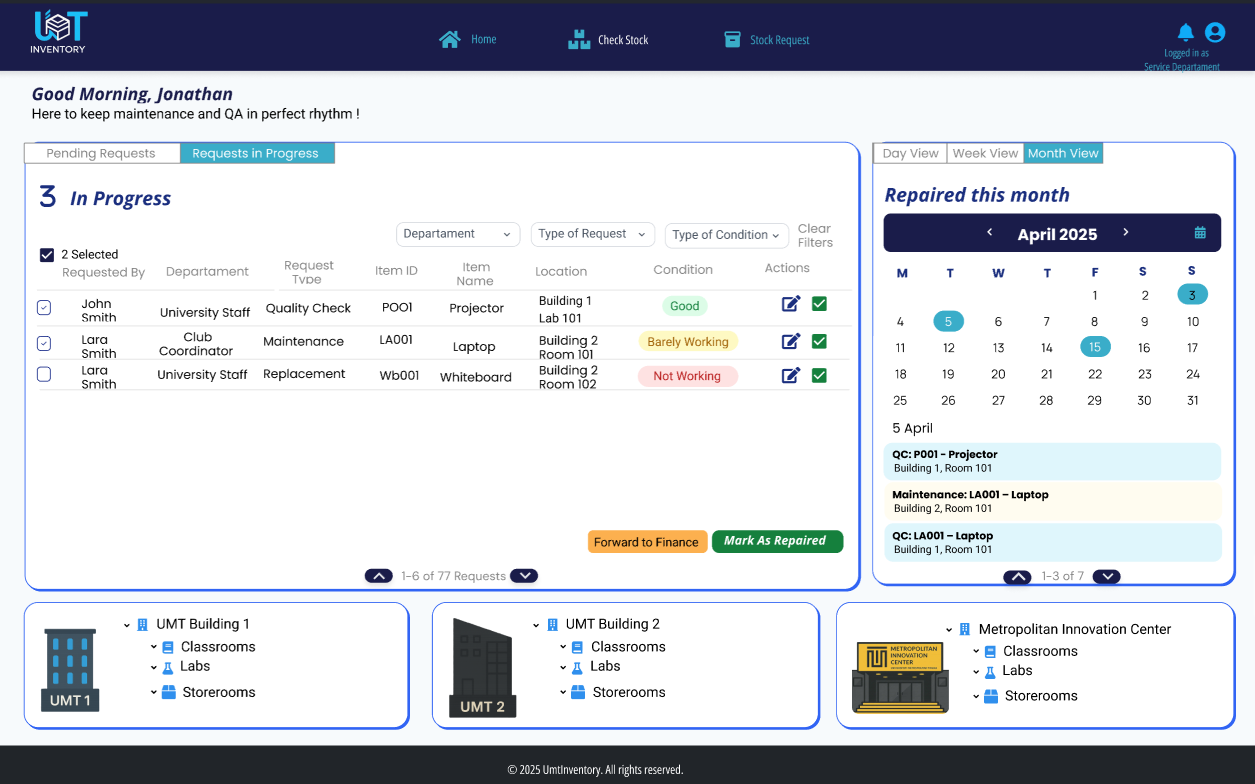 UMT
INVENTORY
Home
Check Stock
Stock Request
Logged in as
Service Departament
Good Morning, Jonathan
Here to keep maintenance and QA in perfect rhythm !
Pending Requests
Requests in Progress
3 In Progress
Departament
Type of Request
Type of Condition
Clear
Filters
2 Selected
Requested By
Departament
Request
Type
Item ID
Item
Name
Location
Condition
Actions
John
Smith
University Staff
Quality Check
POO1
Projector
Building 1
Lab 101
Good
Lara
Smith
Club
Coordinator
Maintenance
LA001
Laptop
Building 2
Room 101
Barely Working
Lara
Smith
University Staff
Replacement
Wb001
Whiteboard
Building 2
Room 102
Not Working
Forward to Finance
Mark As Repaired
1-6 of 77 Requests
Day View
Week View
Month View
Repaired this month
April 2025
M T W T F S S
1 2 3
4 5 6 7 8 9 10
11 12 13 14 15 16 17
18 19 20 21 22 23 24
25 26 27 28 29 30 31
5 April
QC: P001 - Projector
Building 1, Room 101
Maintenance: LA001 – Laptop
Building 2, Room 101
QC: LA001 – Laptop
Building 1, Room 101
1-3 of 7
UMT 1
UMT Building 1
Classrooms
Labs
Storerooms
UMT 2
UMT Building 2
Classrooms
Labs
Storerooms
METROPOLITAN
INNOVATION
CENTER
Metropolitan Innovation Center
Classrooms
Labs
Storerooms
© 2025 UmtInventory. All rights reserved.